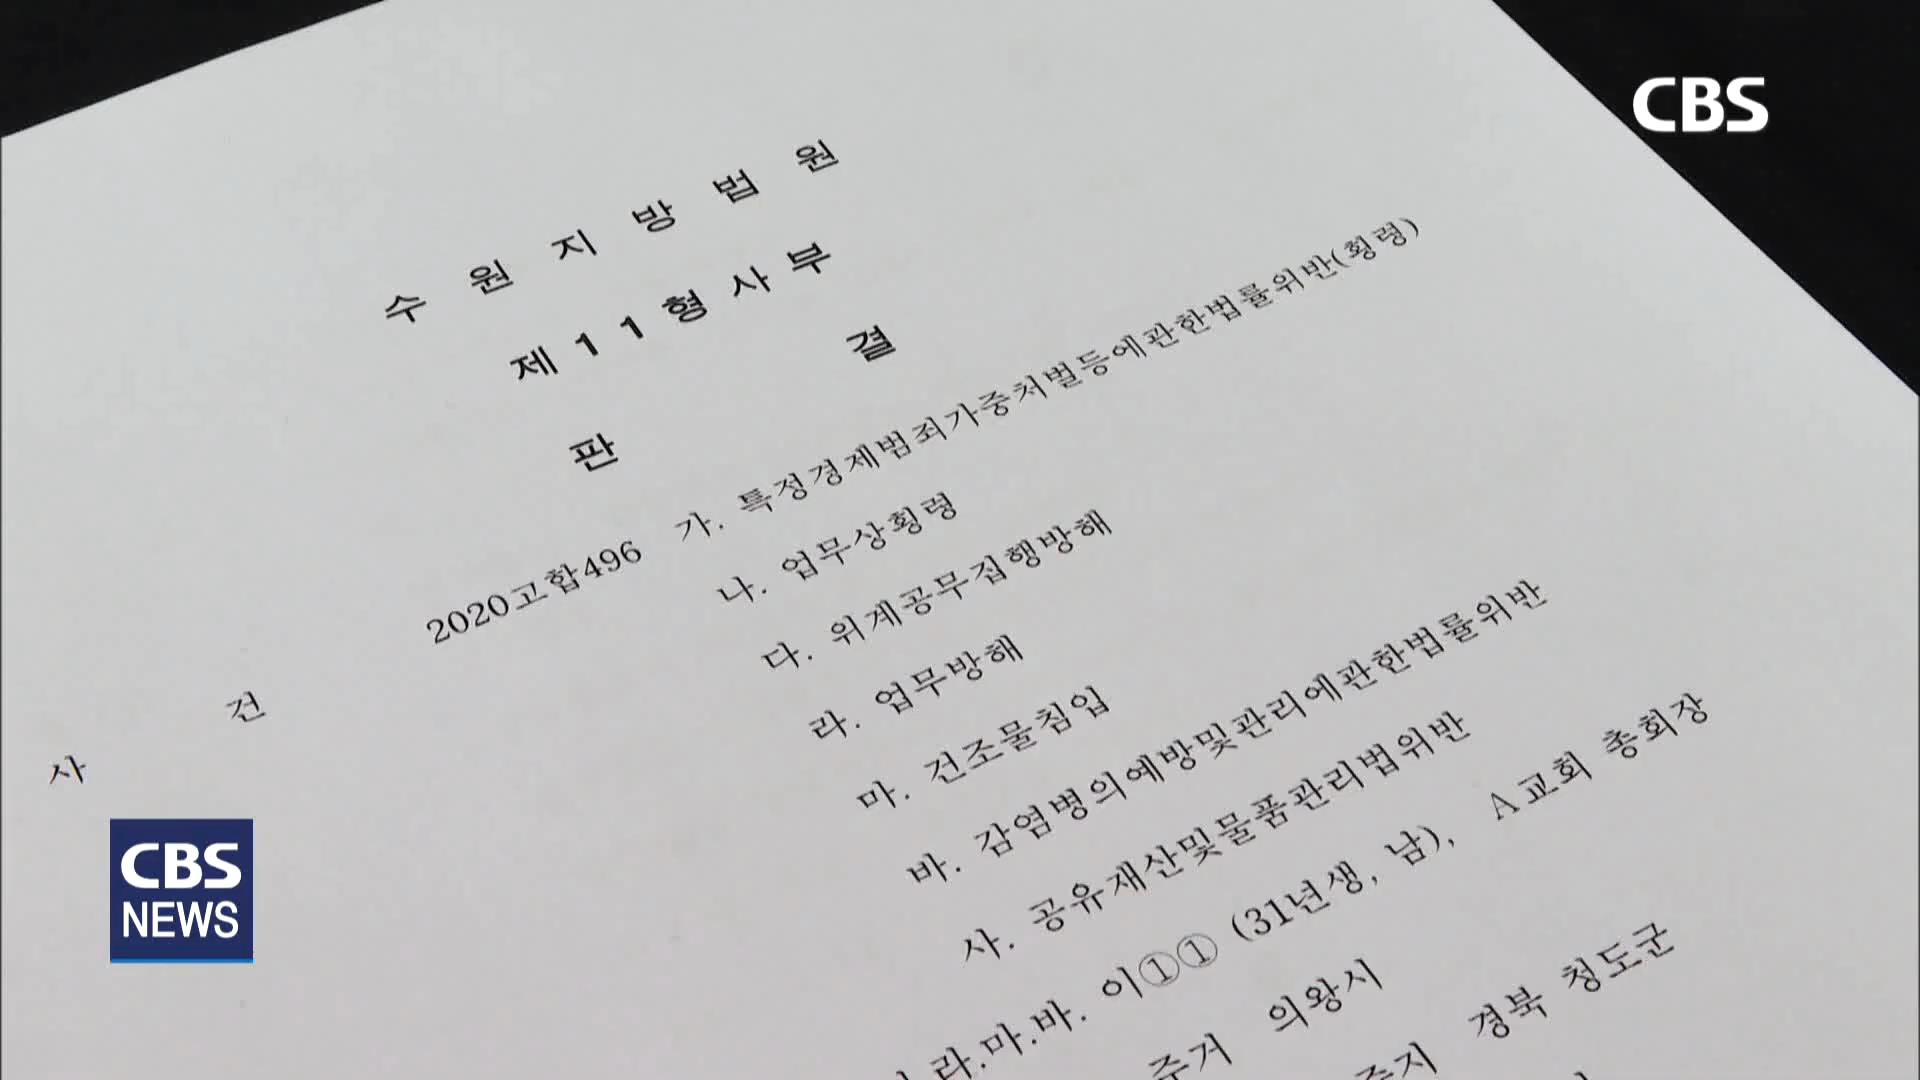 CBS
수 원 지 방 법 원
제 1 1 형 사 부
판 결
사 건 2020고합496 가. 특정경제범죄가중처벌등에관한법률위반(횡령)
나. 업무상횡령
다. 위계공무집행방해
라. 업무방해
마. 건조물침입
바. 감염병의예방및관리에관한법률위반
사. 공유재산및물품관리법위반
라.마.바. 이①① (31년생, 남), A교회 총회장
주거 의왕시
경북 청도군
CBS
NEWS